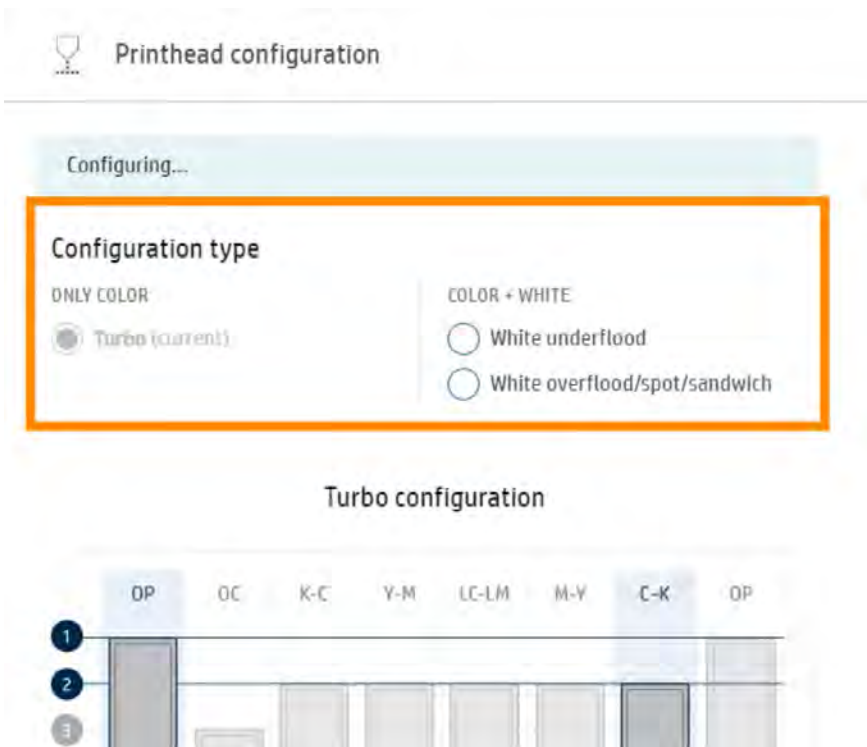 Printhead configuration
Configuring...
Configuration type
ONLY COLOR
Turbo (current)
COLOR + WHITE
White underflood
White overflood/spot/sandwich
Turbo configuration
OP OC K-C Y-M LC-LM M-Y C-K OP
1
2
3